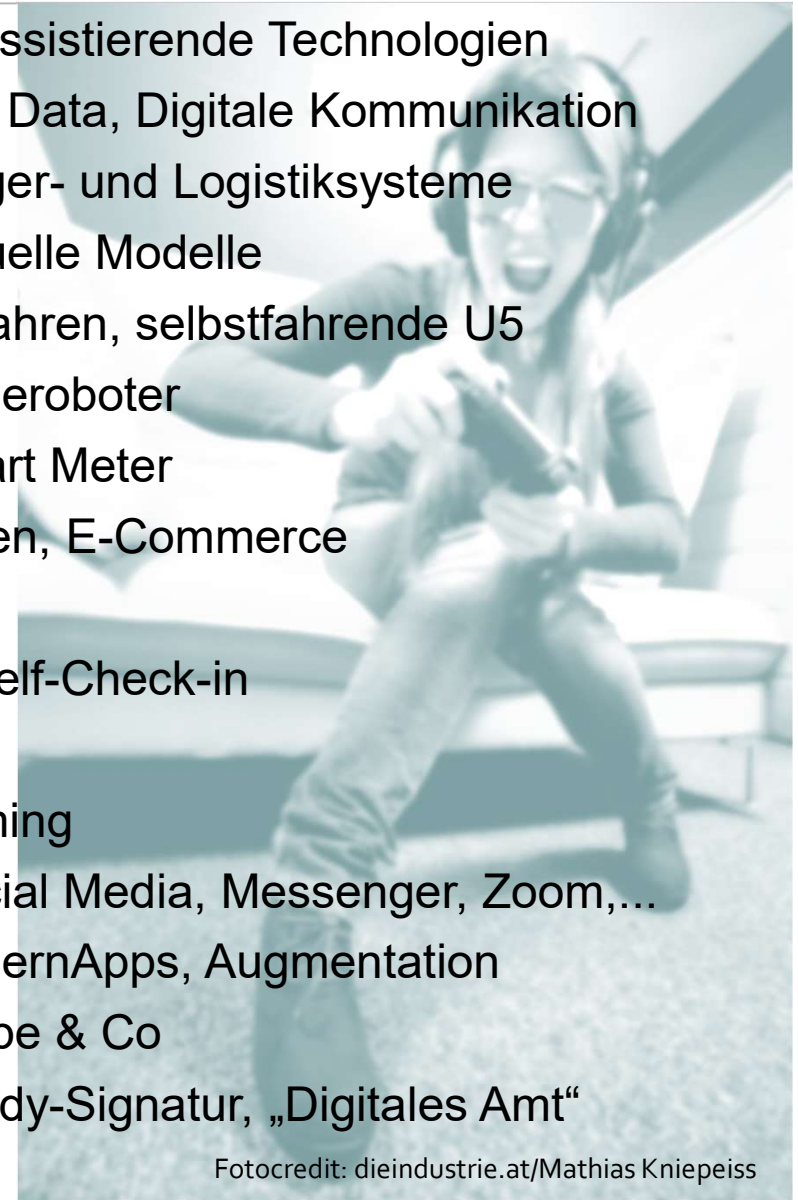 ssistierende Technologien
Data, Digitale Kommunikation
ger- und Logistiksysteme
uelle Modelle
ahren, selbstfahrende U5
eroboter
art Meter
en, E-Commerce
elf-Check-in
ning
cial Media, Messenger, Zoom,...
ernApps, Augmentation
be & Co
dy-Signatur, „Digitales Amt“
Fotocredit: dieindustrie.at/Mathias Kniepeiss